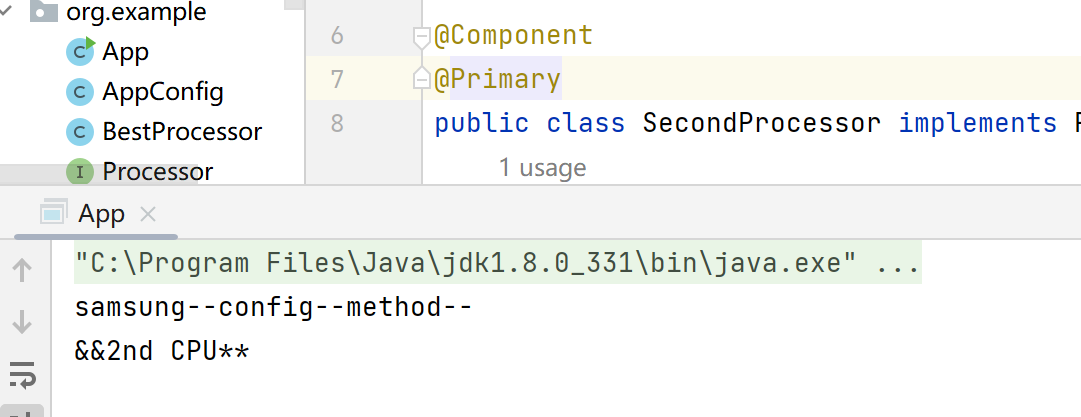 org.example
App
AppConfig
BestProcessor
Processor
6 @Component
7 @Primary
8 public class SecondProcessor implements
1 usage
App
"C:\Program Files\Java\jdk1.8.0_331\bin\java.exe" ...
samsung--config--method--
&&2nd CPU**